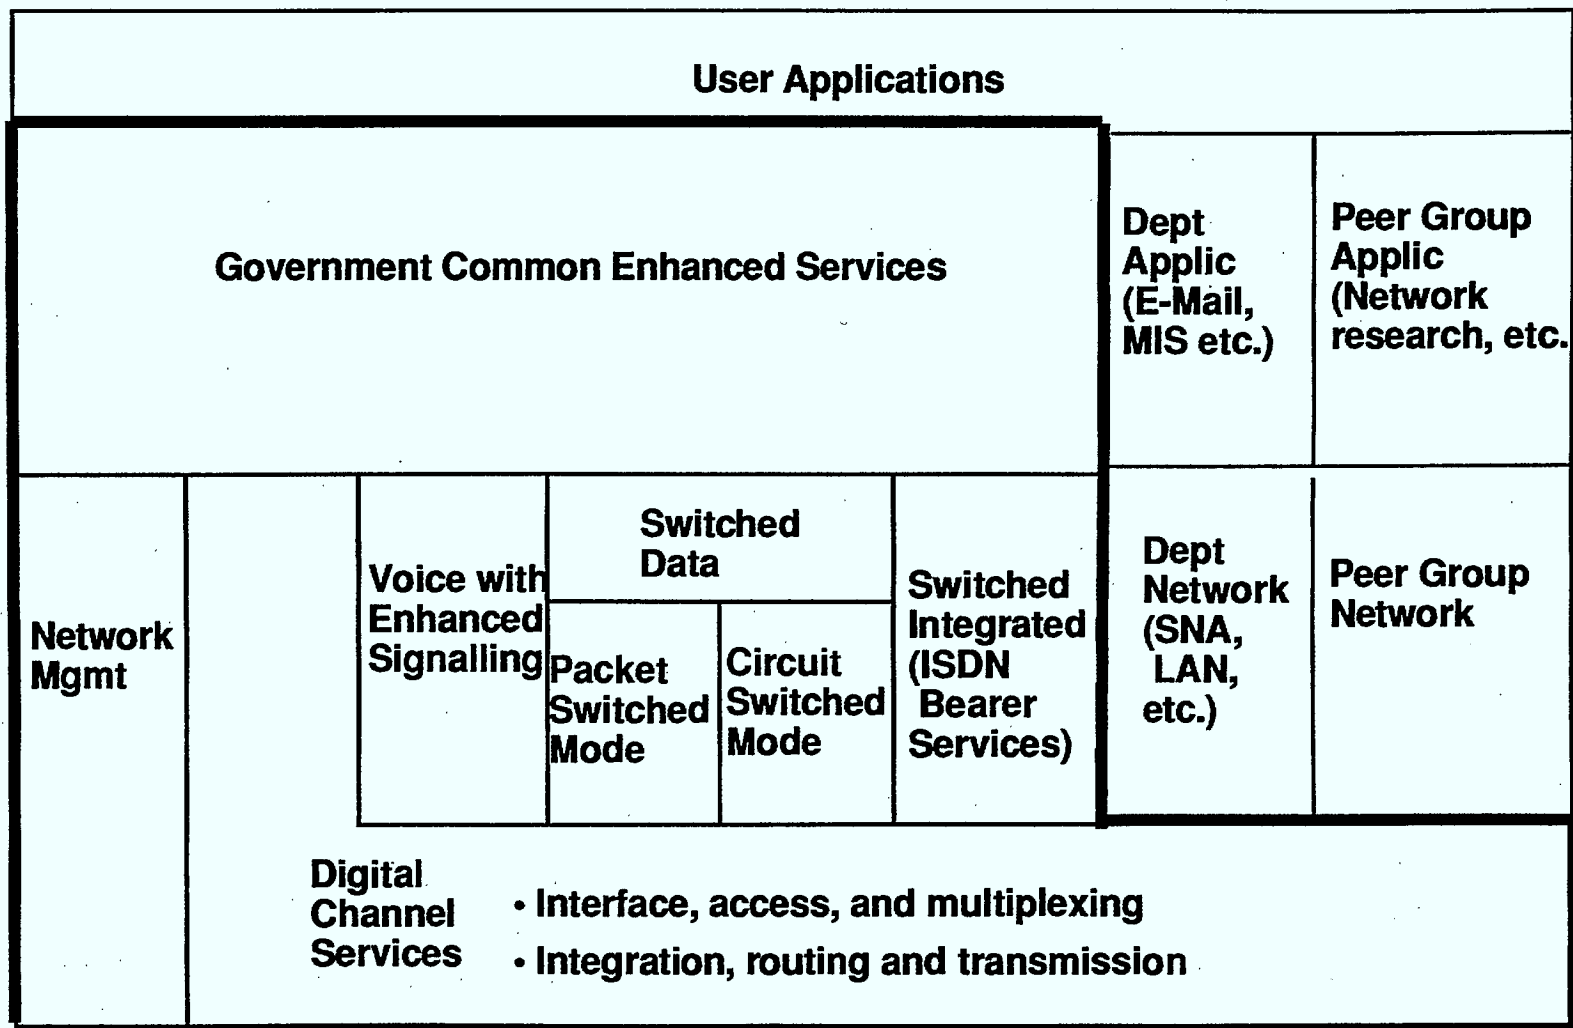 User Applications
Government Common Enhanced Services
Dept
Applic
(E-Mail,
MIS etc.)
Peer Group
Applic
(Network
research, etc.
Network
Mgmt
Voice with
Enhanced
Signalling
Switched
Data
Packet
Switched
Mode
Circuit
Switched
Mode
Switched
Integrated
(ISDN
Bearer
Services)
Dept
Network
(SNA,
LAN,
etc.)
Peer Group
Network
Digital
Channel
Services
• Interface, access, and multiplexing
• Integration, routing and transmission